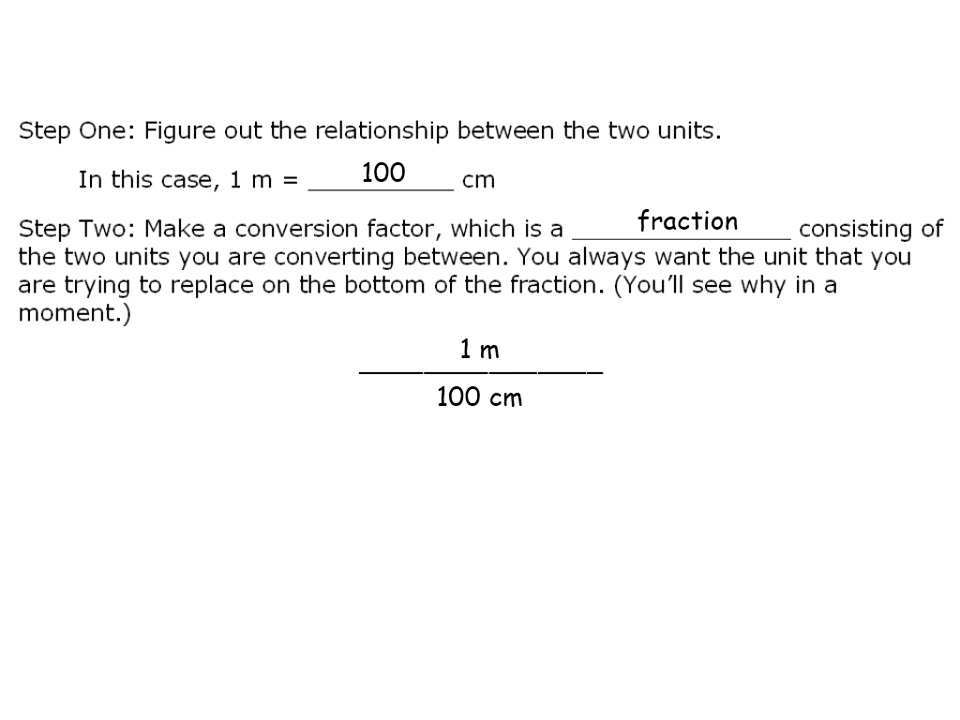 Step One: Figure out the relationship between the two units.
In this case, 1 m = 100 cm
Step Two: Make a conversion factor, which is a fraction consisting of
the two units you are converting between. You always want the unit that you
are trying to replace on the bottom of the fraction. (You'll see why in a
moment.)
1 m
100 cm